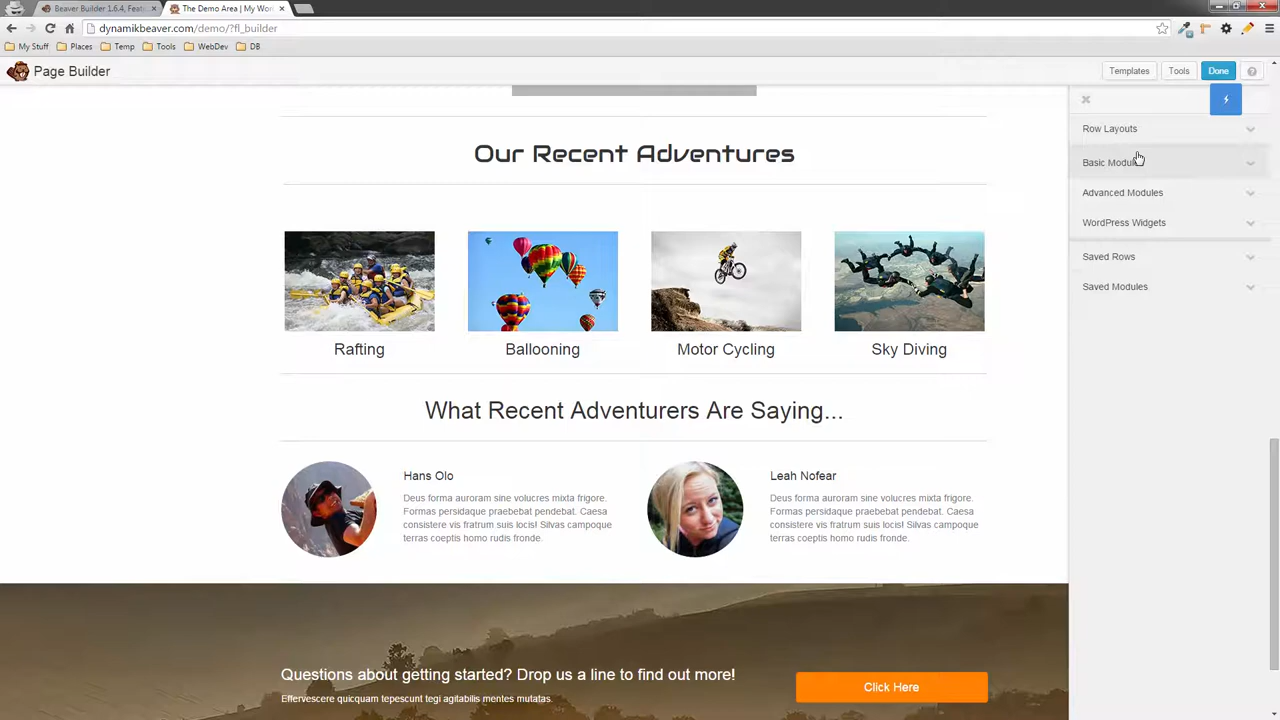 Beaver Builder 1.6.4, Featu
The Demo Area | My Wor
dynamikbeaver.com/demo/?fl_builder
My Stuff Places Temp Tools WebDev DB
Page Builder
Templates Tools Done ?
Row Layouts
Basic Modul
Advanced Modules
WordPress Widgets
Saved Rows
Saved Modules
Our Recent Adventures
Rafting Ballooning Motor Cycling Sky Diving
What Recent Adventurers Are Saying...
Hans Olo
Deus forma auroram sine volucres mixta frigore.
Formas persidaque praebebat pendebat. Caesa
consistere vis fratrum suis locis! Silvas campoque
terras coeptis homo rudis fronde.
Leah Nofear
Deus forma auroram sine volucres mixta frigore.
Formas persidaque praebebat pendebat. Caesa
consistere vis fratrum suis locis! Silvas campoque
terras coeptis homo rudis fronde.
Questions about getting started? Drop us a line to find out more!
Effervescere quicquam tepescunt tegi agitabilis mentes mutatas.
Click Here